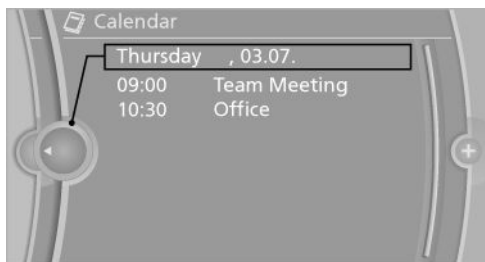 Calendar
Thursday , 03.07.
09:00 Team Meeting
10:30 Office
+